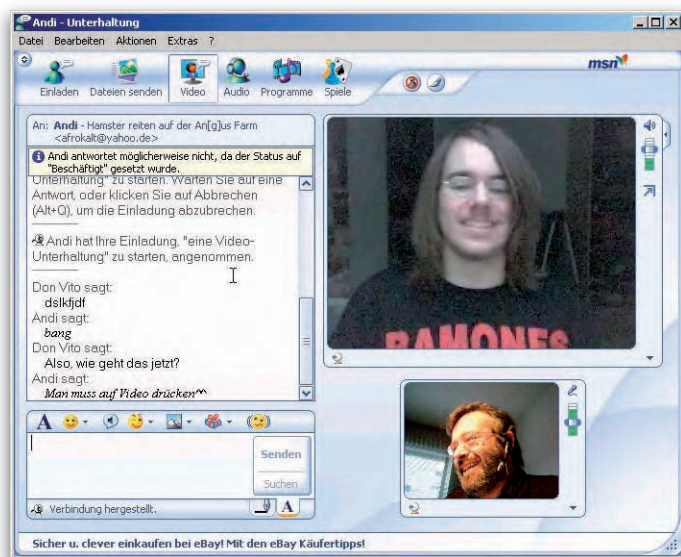 Andi - Unterhaltung
Datei Bearbeiten Aktionen Extras ?
Einladen Dateien senden Video Audio Programme Spiele
msn
An: Andi - Hamster reiten auf der An[g]us Farm
<afrokalt@yahoo.de>
Andi antwortet möglicherweise nicht, da der Status auf
"Beschäftigt" gesetzt wurde.
Unterhaltung" zu starten. Warten Sie auf eine
Antwort, oder klicken Sie auf Abbrechen
(Alt+Q), um die Einladung abzubrechen.
Andi hat Ihre Einladung, "eine Video-
Unterhaltung" zu starten, angenommen.
Don Vito sagt:
dslkfjdf
Andi sagt:
bang
Don Vito sagt:
Also, wie geht das jetzt?
Andi sagt:
Man muss auf Video drücken^^
RAMONES
A
Senden
Suchen
Verbindung hergestellt.
A
Sicher u. clever einkaufen bei eBay! Mit den eBay Käufertipps!